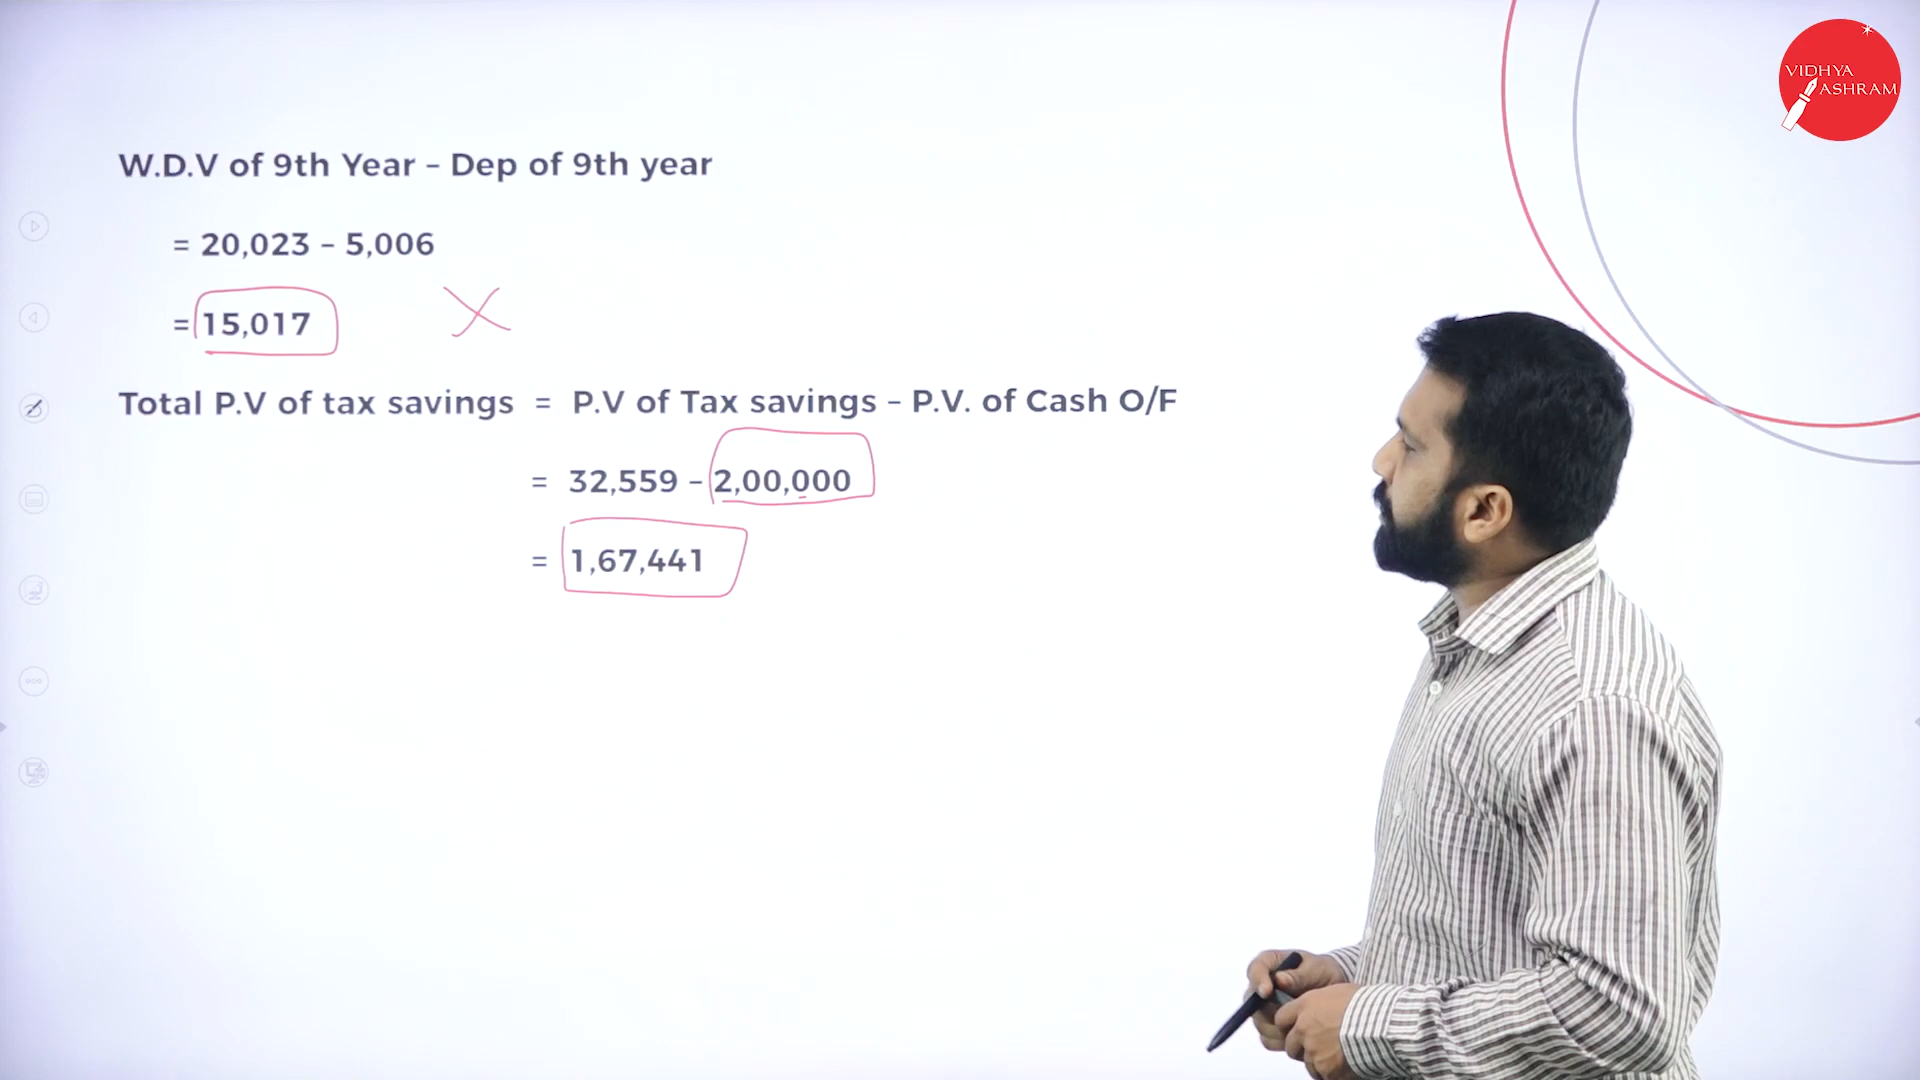 VIDHYA
ASHRAM
W.D.V of 9th Year – Dep of 9th year
= 20,023 – 5,006
= 15,017
Total P.V of tax savings = P.V of Tax savings – P.V. of Cash O/F
= 32,559 – 2,00,000
= 1,67,441